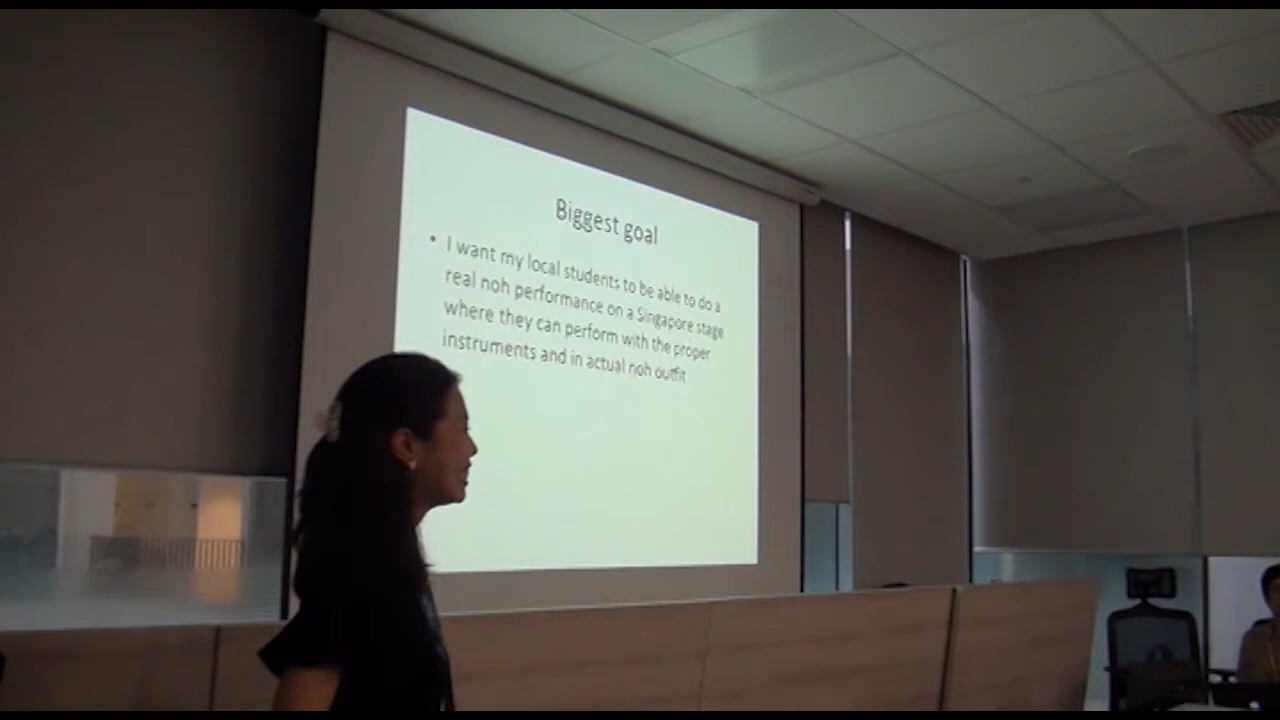 Biggest goal
• I want my local students to be able to do a
real noh performance on a Singapore stage
where they can perform with the proper
instruments and in actual noh outfit